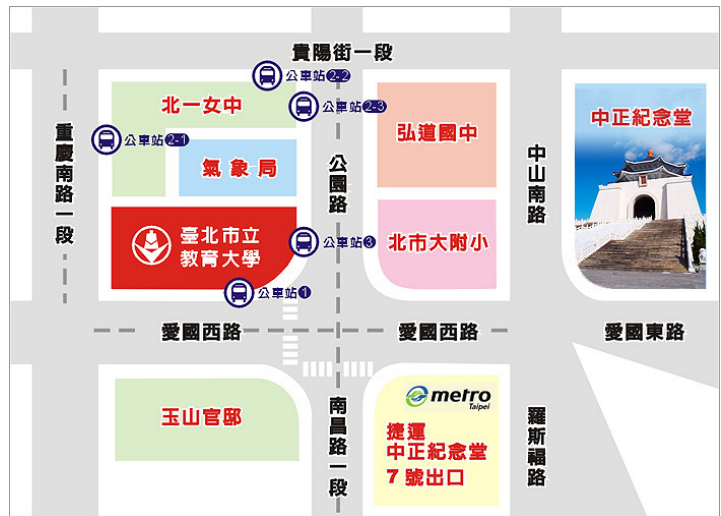 貴陽街一段
公車站2-2
北一女中
公車站2-3
公車站2-1
弘道國中
中正紀念堂
重慶南路一段
氣象局
公園路
中山南路
臺北市立
教育大學
公車站3
北市大附小
公車站1
愛國西路
愛國西路
愛國東路
玉山官邸
南昌路一段
metro
Taipei
捷運
中正紀念堂
7號出口
羅斯福路